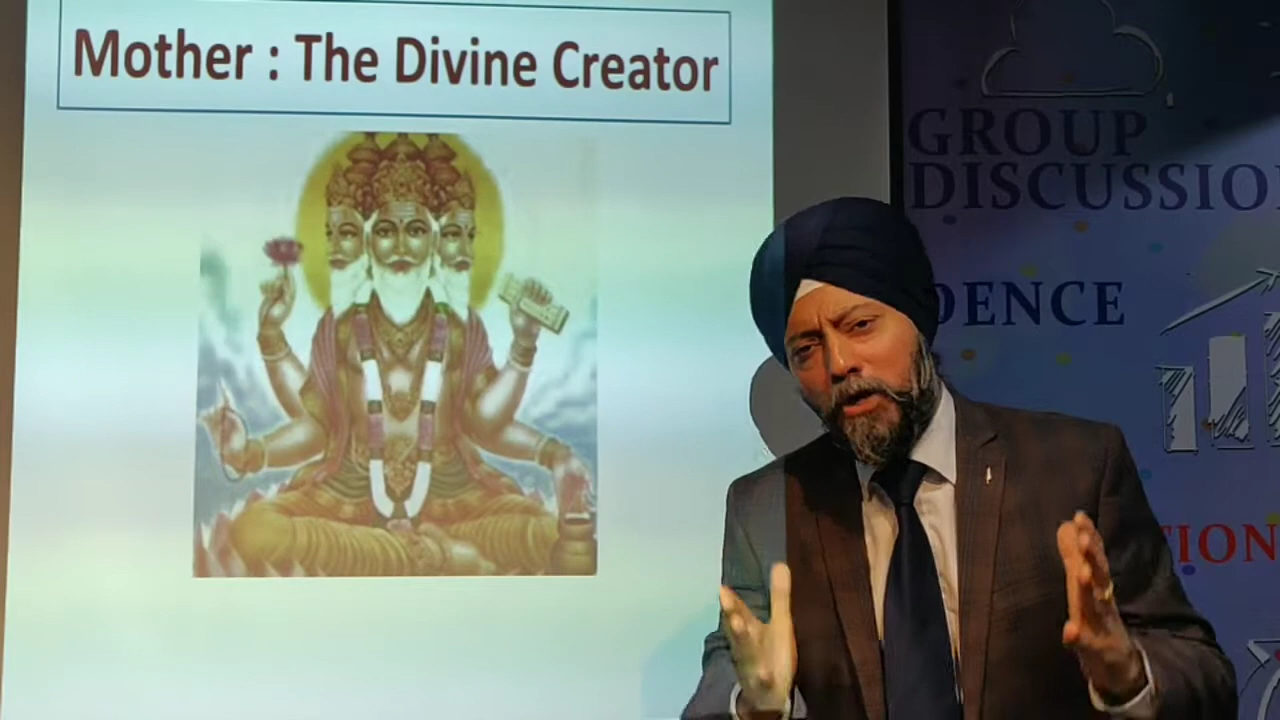 Mother : The Divine Creator
GROUP
DISCUSSIO
DENCE
TION